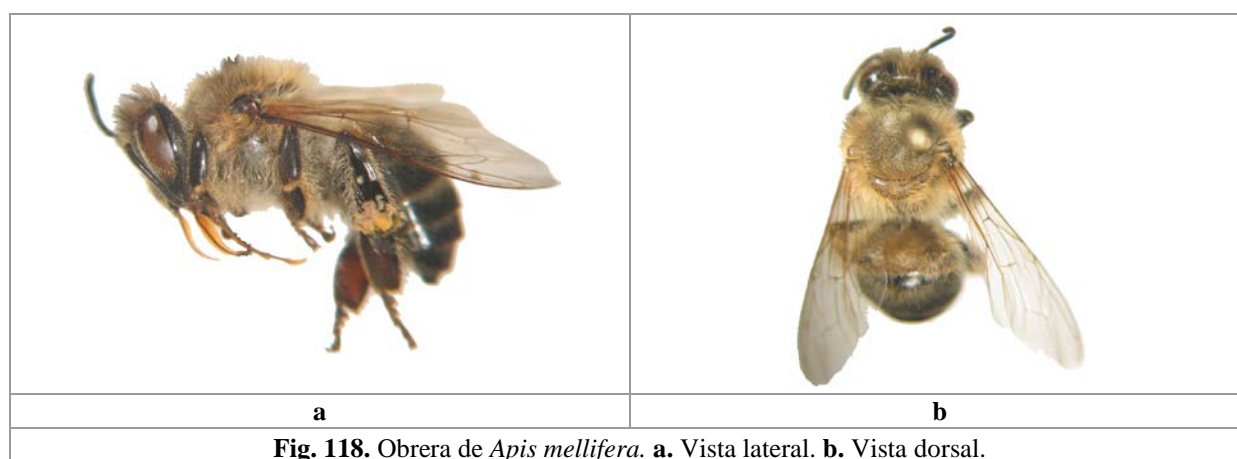 a
b
Fig. 118. Obrera de Apis mellifera. a. Vista lateral. b. Vista dorsal.